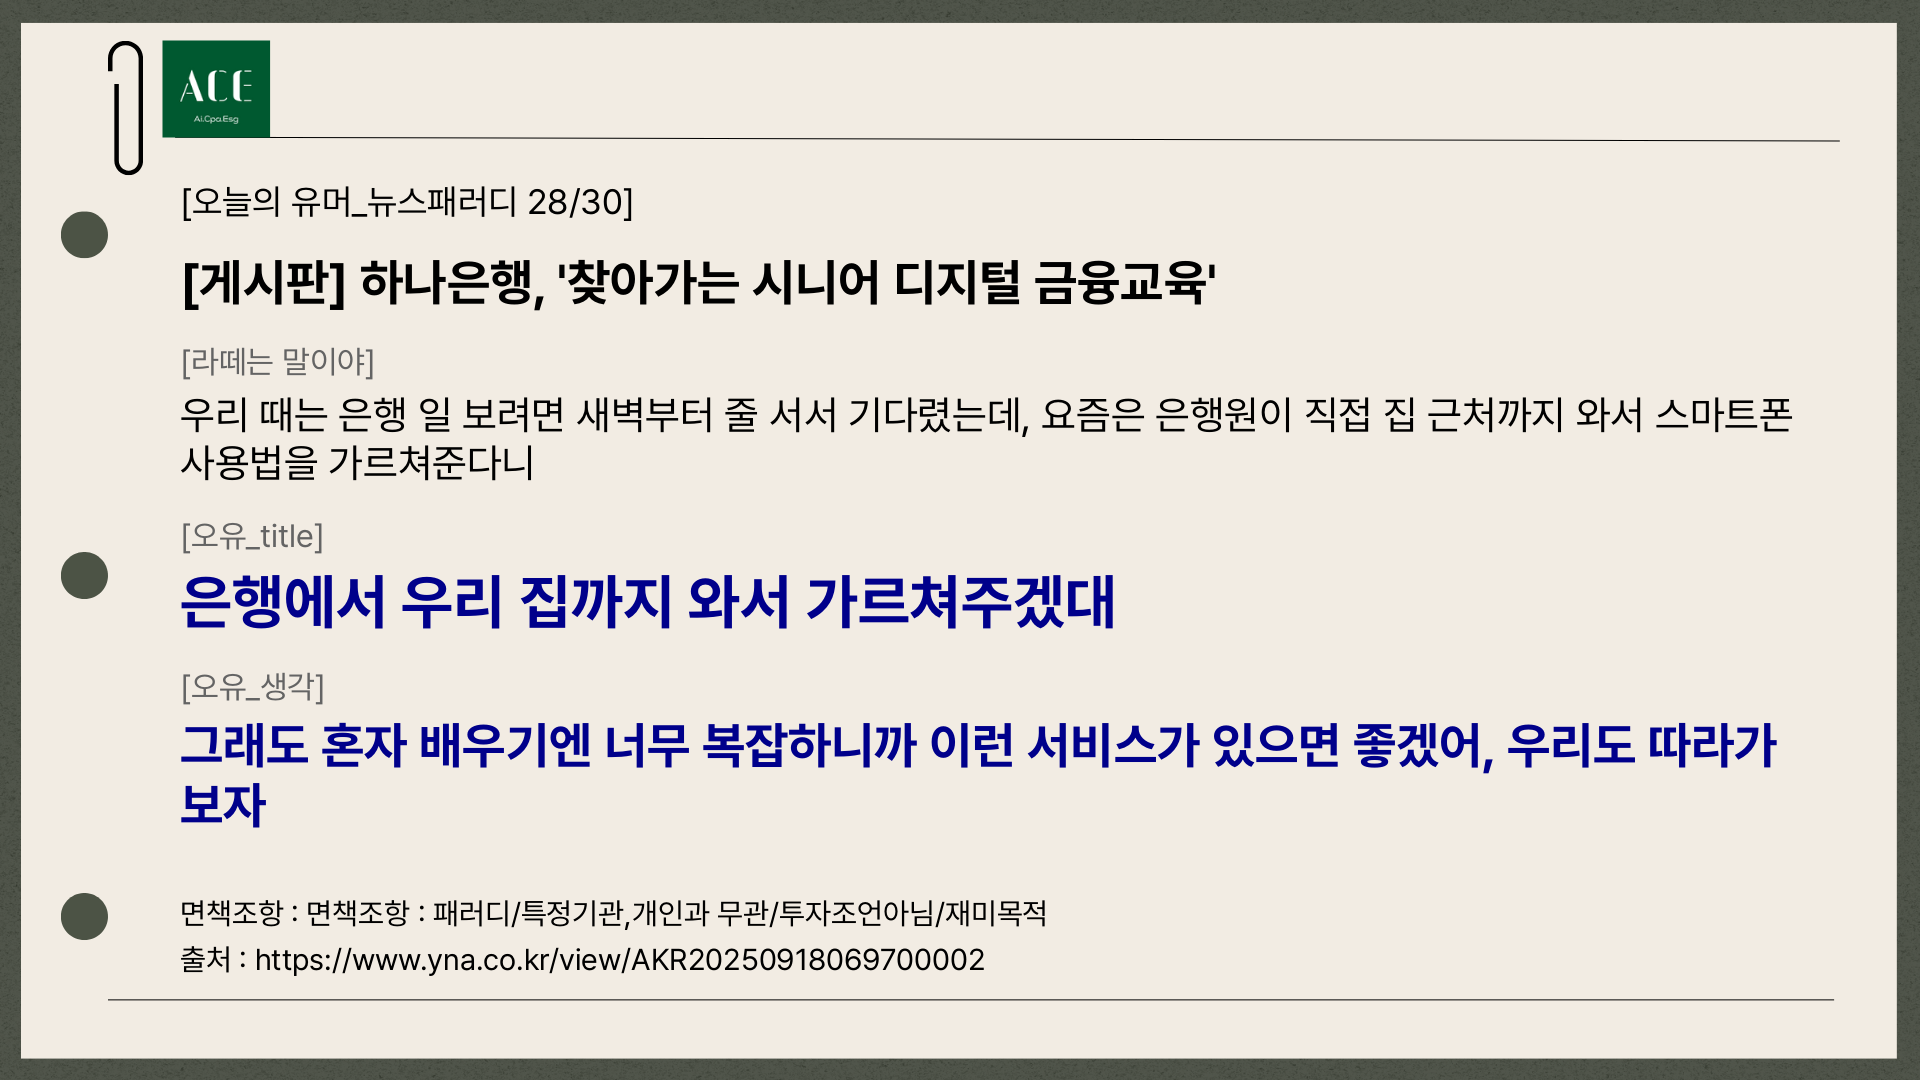 ACE
Ai.Cpa.Esg
[오늘의 유머_뉴스패러디 28/30]
[게시판] 하나은행, '찾아가는 시니어 디지털 금융교육'
[라떼는 말이야]
우리 때는 은행 일 보려면 새벽부터 줄 서서 기다렸는데, 요즘은 은행원이 직접 집 근처까지 와서 스마트폰
사용법을 가르쳐준다니
[오유_title]
은행에서 우리 집까지 와서 가르쳐주겠대
[오유_생각]
그래도 혼자 배우기엔 너무 복잡하니까 이런 서비스가 있으면 좋겠어, 우리도 따라가
보자
면책조항 : 면책조항 : 패러디/특정기관,개인과 무관/투자조언아님/재미목적
출처 : https://www.yna.co.kr/view/AKR20250918069700002